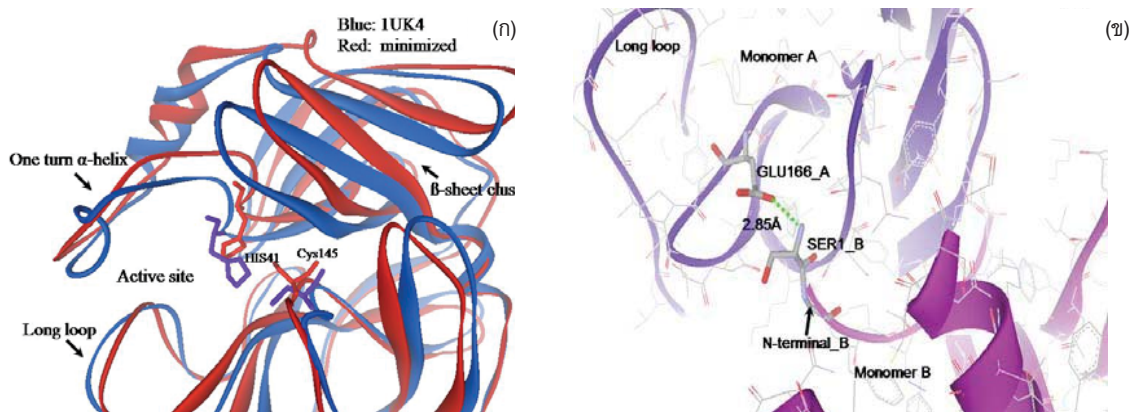 (ก)
Blue: 1UK4
Red: minimized
One turn α-helix
ß-sheet clus
HIS41
Cys145
Active site
Long loop
(ข)
Long loop
Monomer A
GLU166_A
2.85Å
SER1_B
N-terminal_B
Monomer B